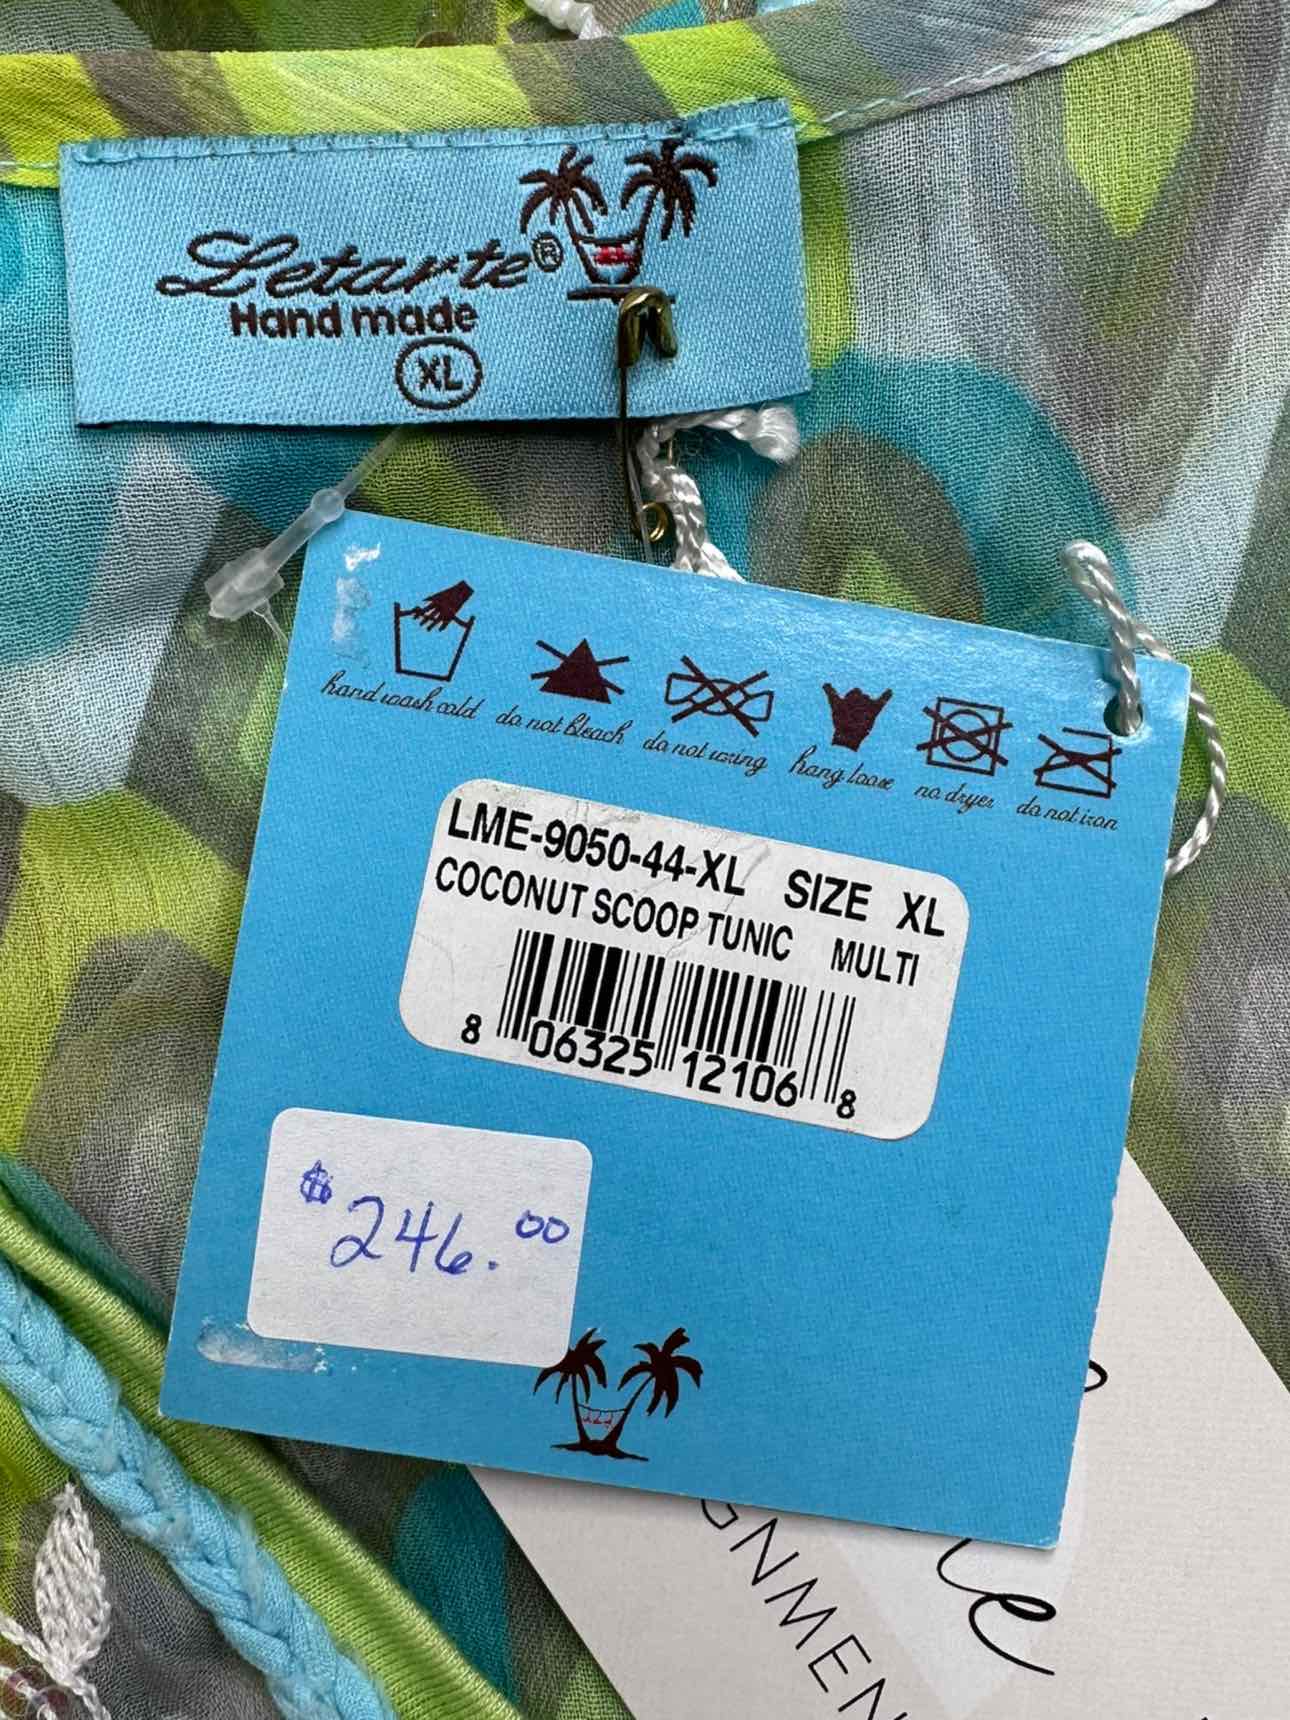 Letarte®
Hand made
XL
hand wash cold do not bleach do not wring hang loose no dryer do not iron
LME-9050-44-XL SIZE XL
COCONUT SCOOP TUNIC MULTI
8 06325 12106 8
$246.00